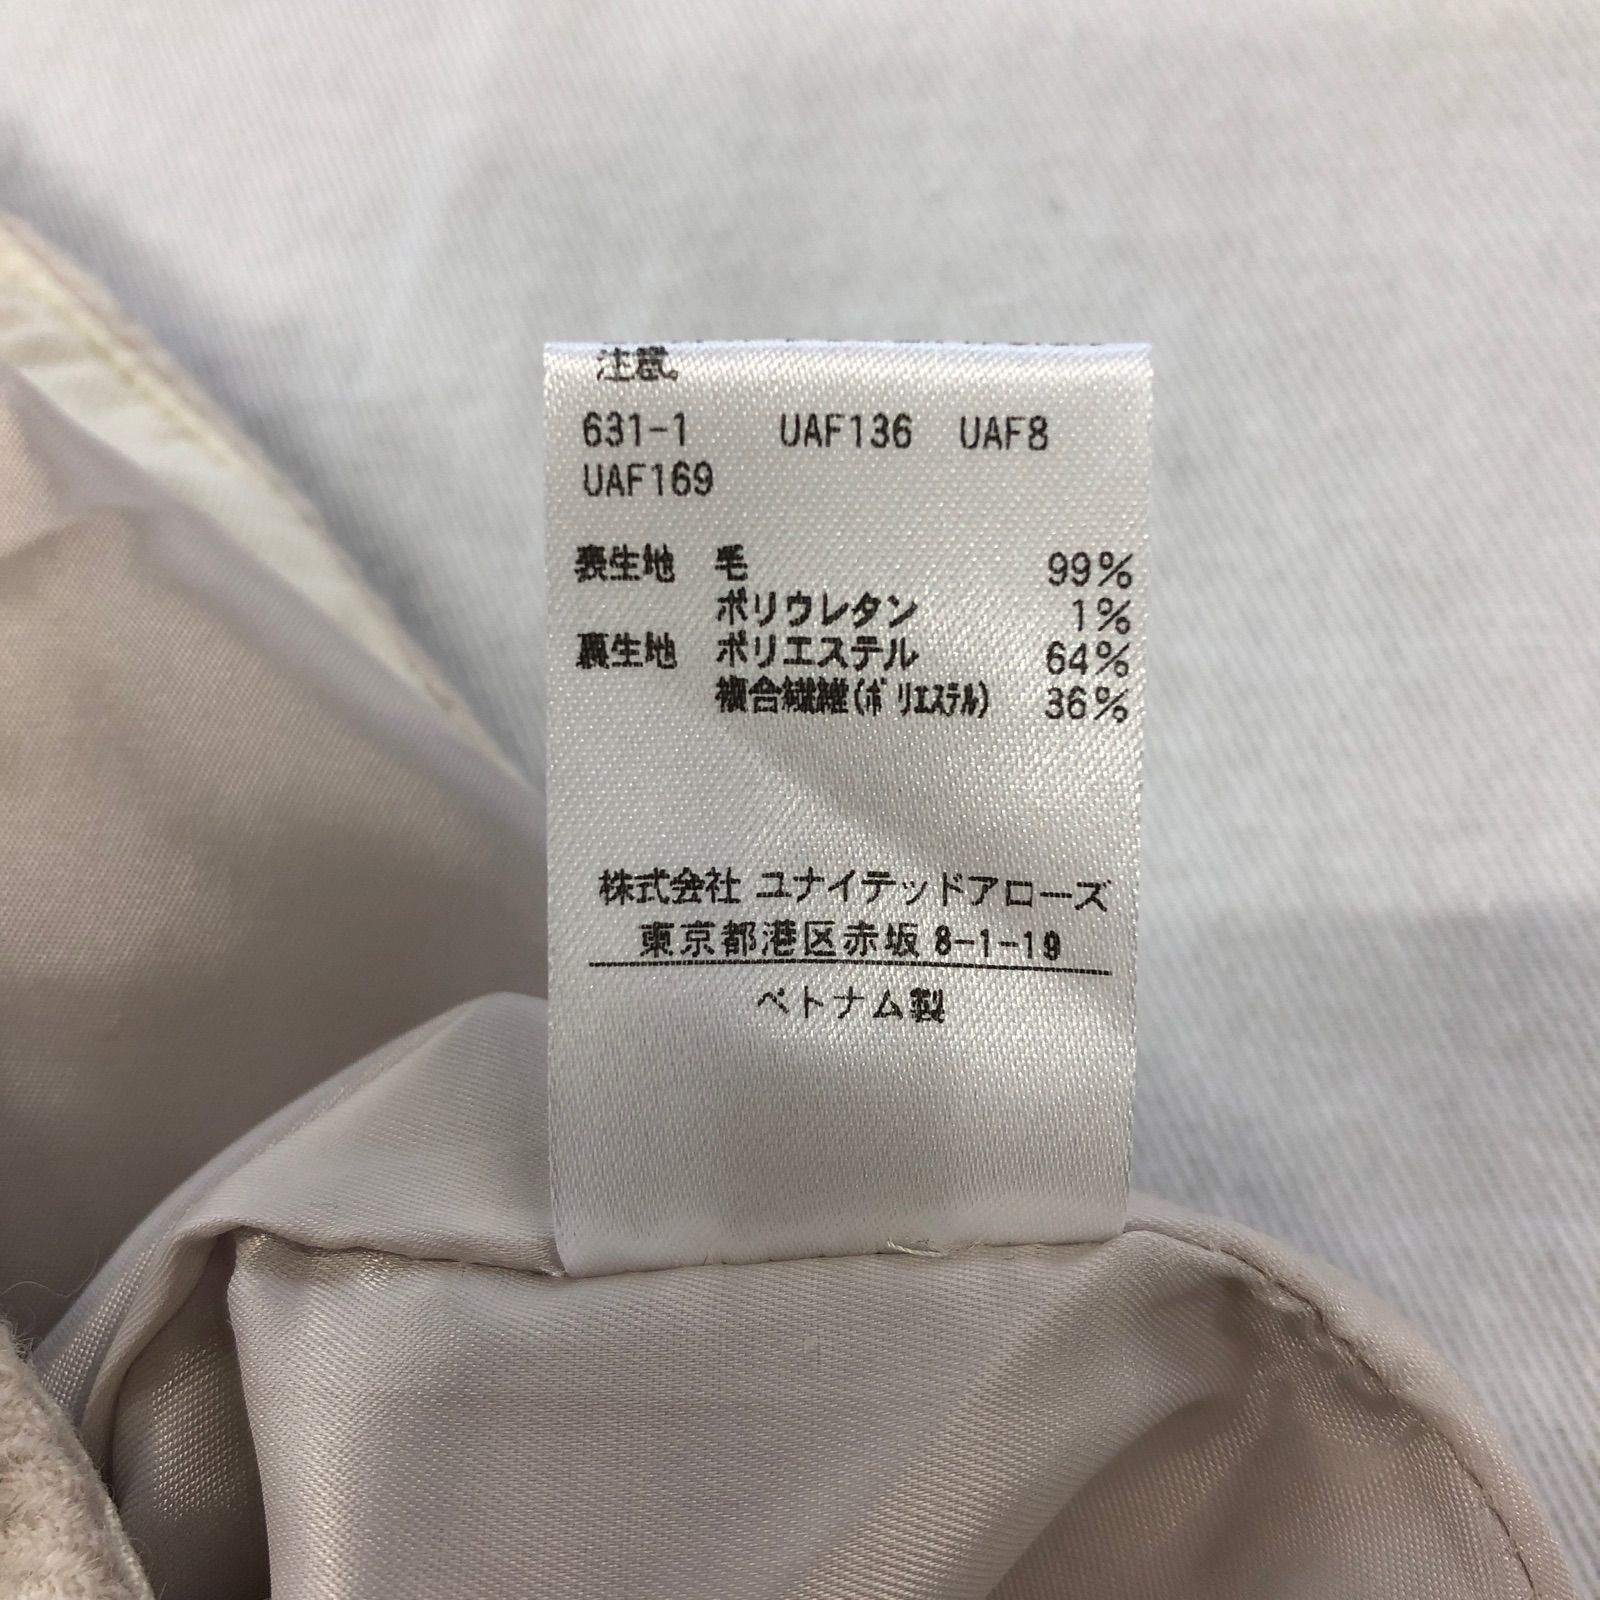 注意。
631-1 UAF136 UAF8
UAF169
表生地 毛 99%
ポリウレタン 1%
裏生地 ポリエステル 64%
複合繊維(ポリエステル) 36%
株式会社 ユナイテッドアローズ
東京都港区赤坂 8-1-19
ベトナム製